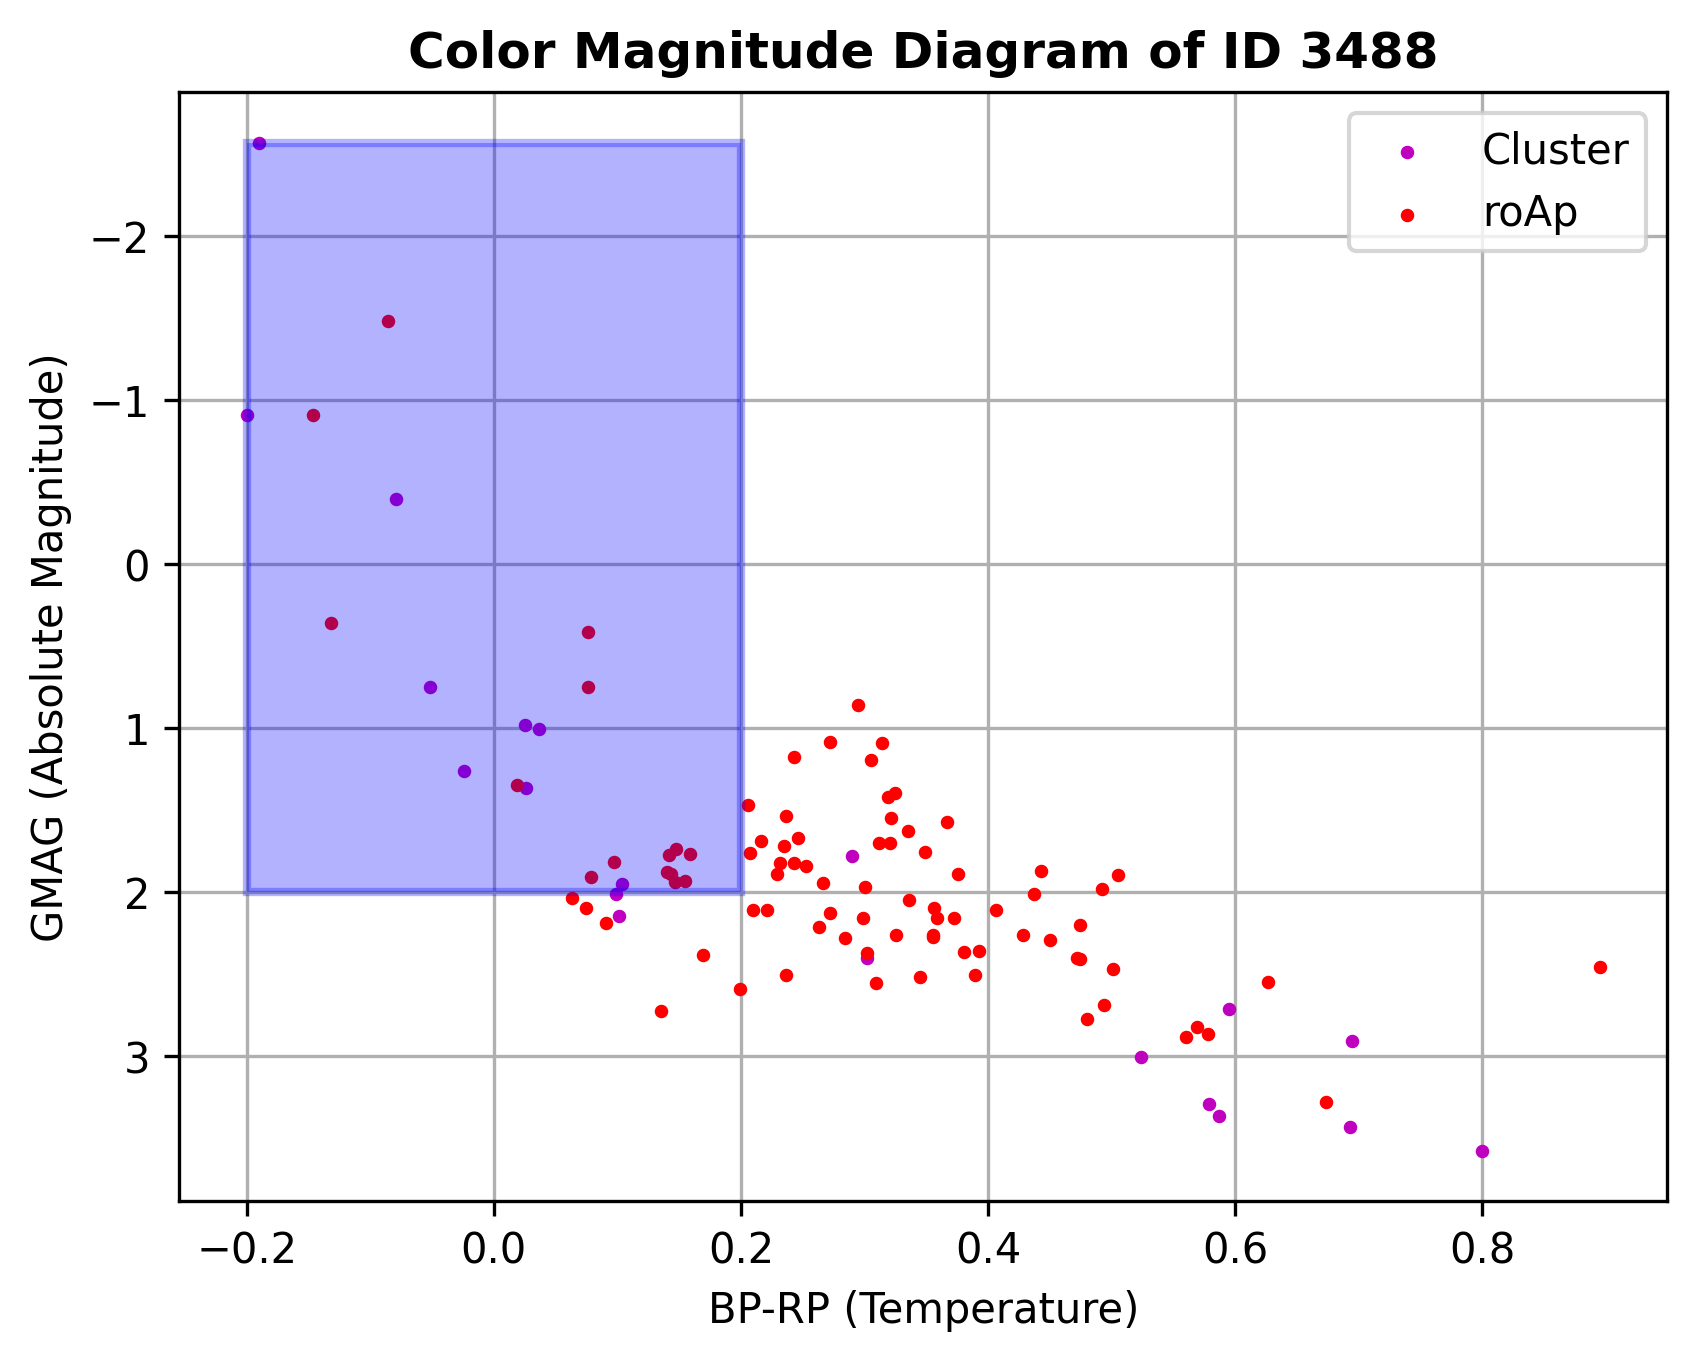 Color Magnitude Diagram of ID 3488
Cluster
roAp
GMAG (Absolute Magnitude)
−2
−1
0
1
2
3
−0.2 0.0 0.2 0.4 0.6 0.8
BP-RP (Temperature)